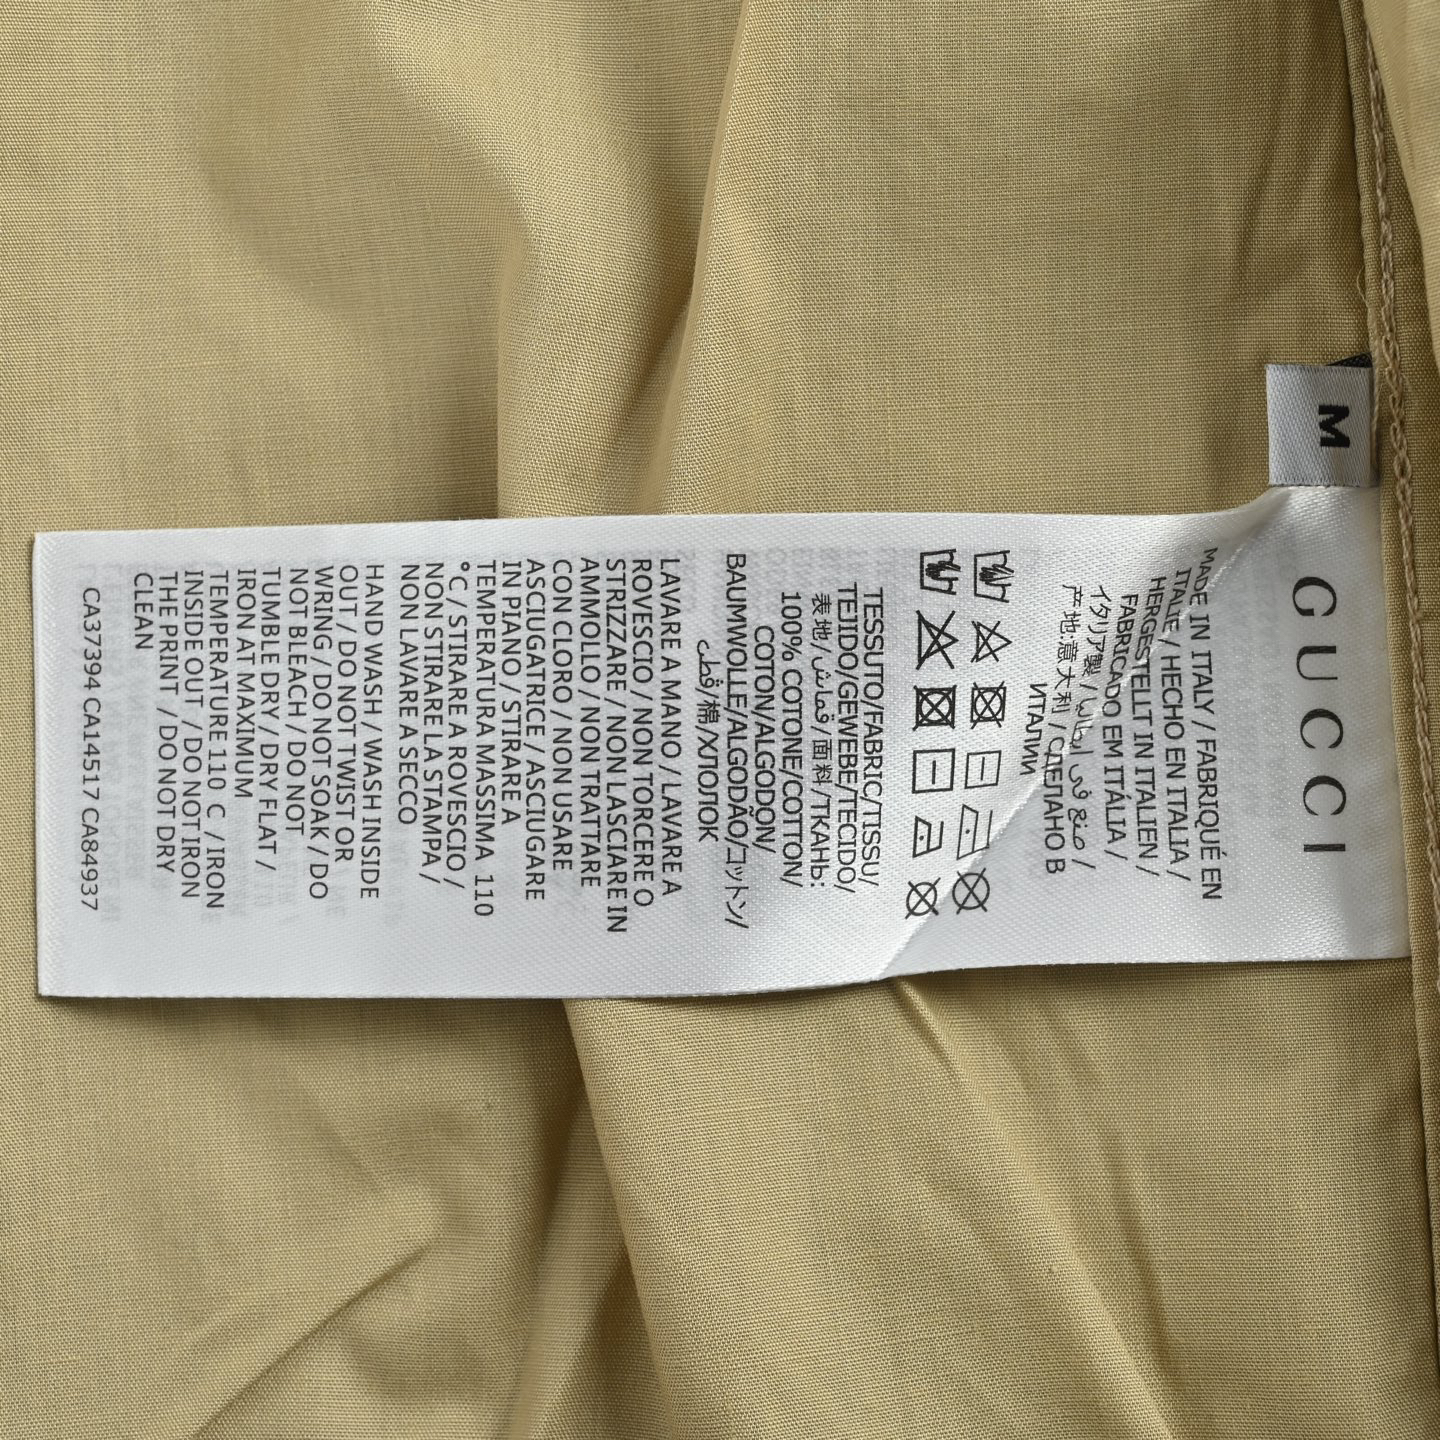 M
GUCCI
MADE IN ITALY / FABRIQUÉ EN
ITALIE / HECHO EN ITALIA /
HERGESTELLT IN ITALIEN /
FABRICADO EM ITÁLIA /
イタリア製 / صنع في إيطاليا /
产地:意大利 / СДЕЛАНО В
ИТАЛИИ
TESSUTO/FABRIC/TISSU/
TEJIDO/GEWEBE/TECIDO/
表地/قماش/面料/ТКАНЬ:
100% COTONE/COTTON/
COTON/ALGODÓN/
BAUMWOLLE/ALGODÃO/コットン/
قطن/棉/ХЛОПОК
LAVARE A MANO / LAVARE A
ROVESCIO / NON TORCERE O
STRIZZARE / NON LASCIARE IN
AMMOLLO / NON TRATTARE
CON CLORO / NON USARE
ASCIUGATRICE / ASCIUGARE
IN PIANO / STIRARE A
TEMPERATURA MASSIMA 110
°C / STIRARE A ROVESCIO /
NON STIRARE LA STAMPA /
NON LAVARE A SECCO
HAND WASH / WASH INSIDE
OUT / DO NOT TWIST OR
WRING / DO NOT SOAK / DO
NOT BLEACH / DO NOT
TUMBLE DRY / DRY FLAT /
IRON AT MAXIMUM
TEMPERATURE 110 C / IRON
INSIDE OUT / DO NOT IRON
THE PRINT / DO NOT DRY
CLEAN
CA37394 CA14517 CA84937